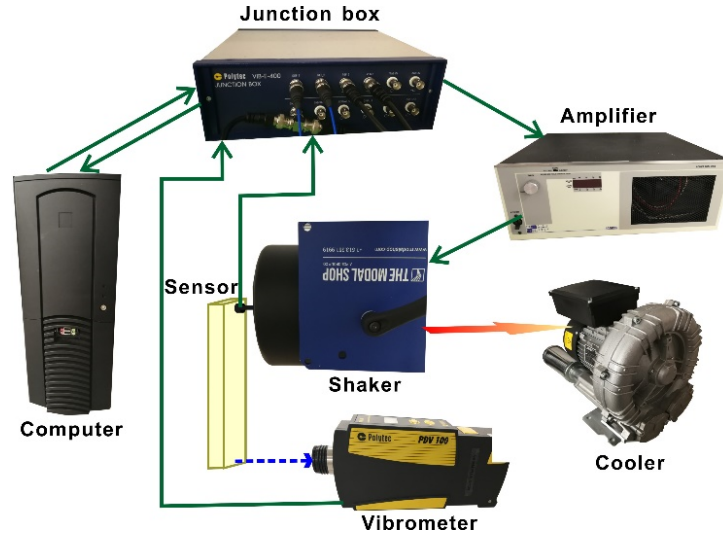 Junction box
Polytec VIB-E-400
JUNCTION BOX
Amplifier
Sensor
THE MODAL SHOP
Shaker
Computer
Polytec PDV 100
Cooler
Vibrometer